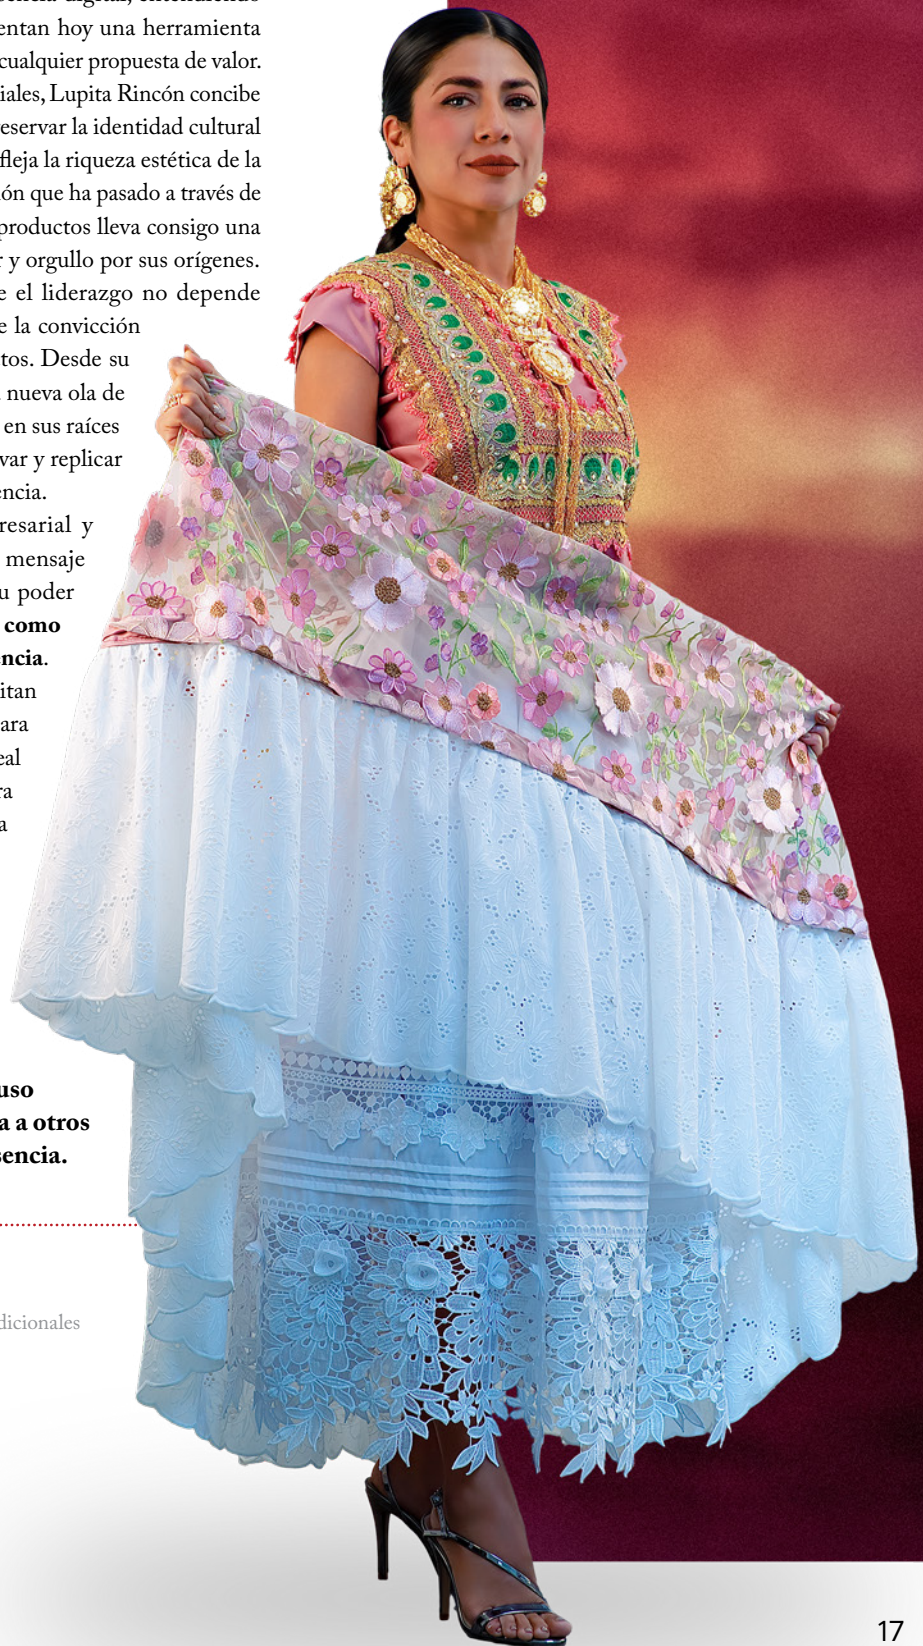 entan hoy una herramienta
cualquier propuesta de valor.
iales, Lupita Rincón concibe
eservar la identidad cultural
fleja la riqueza estética de la
ón que ha pasado a través de
productos lleva consigo una
r y orgullo por sus orígenes.
e el liderazgo no depende
e la convicción
tos. Desde su
nueva ola de
en sus raíces
var y replicar
encia.
resarial y
mensaje
u poder
como
encia.
itan
ara
eal
ra
a
uso
a a otros
sencia.
dicionales
17